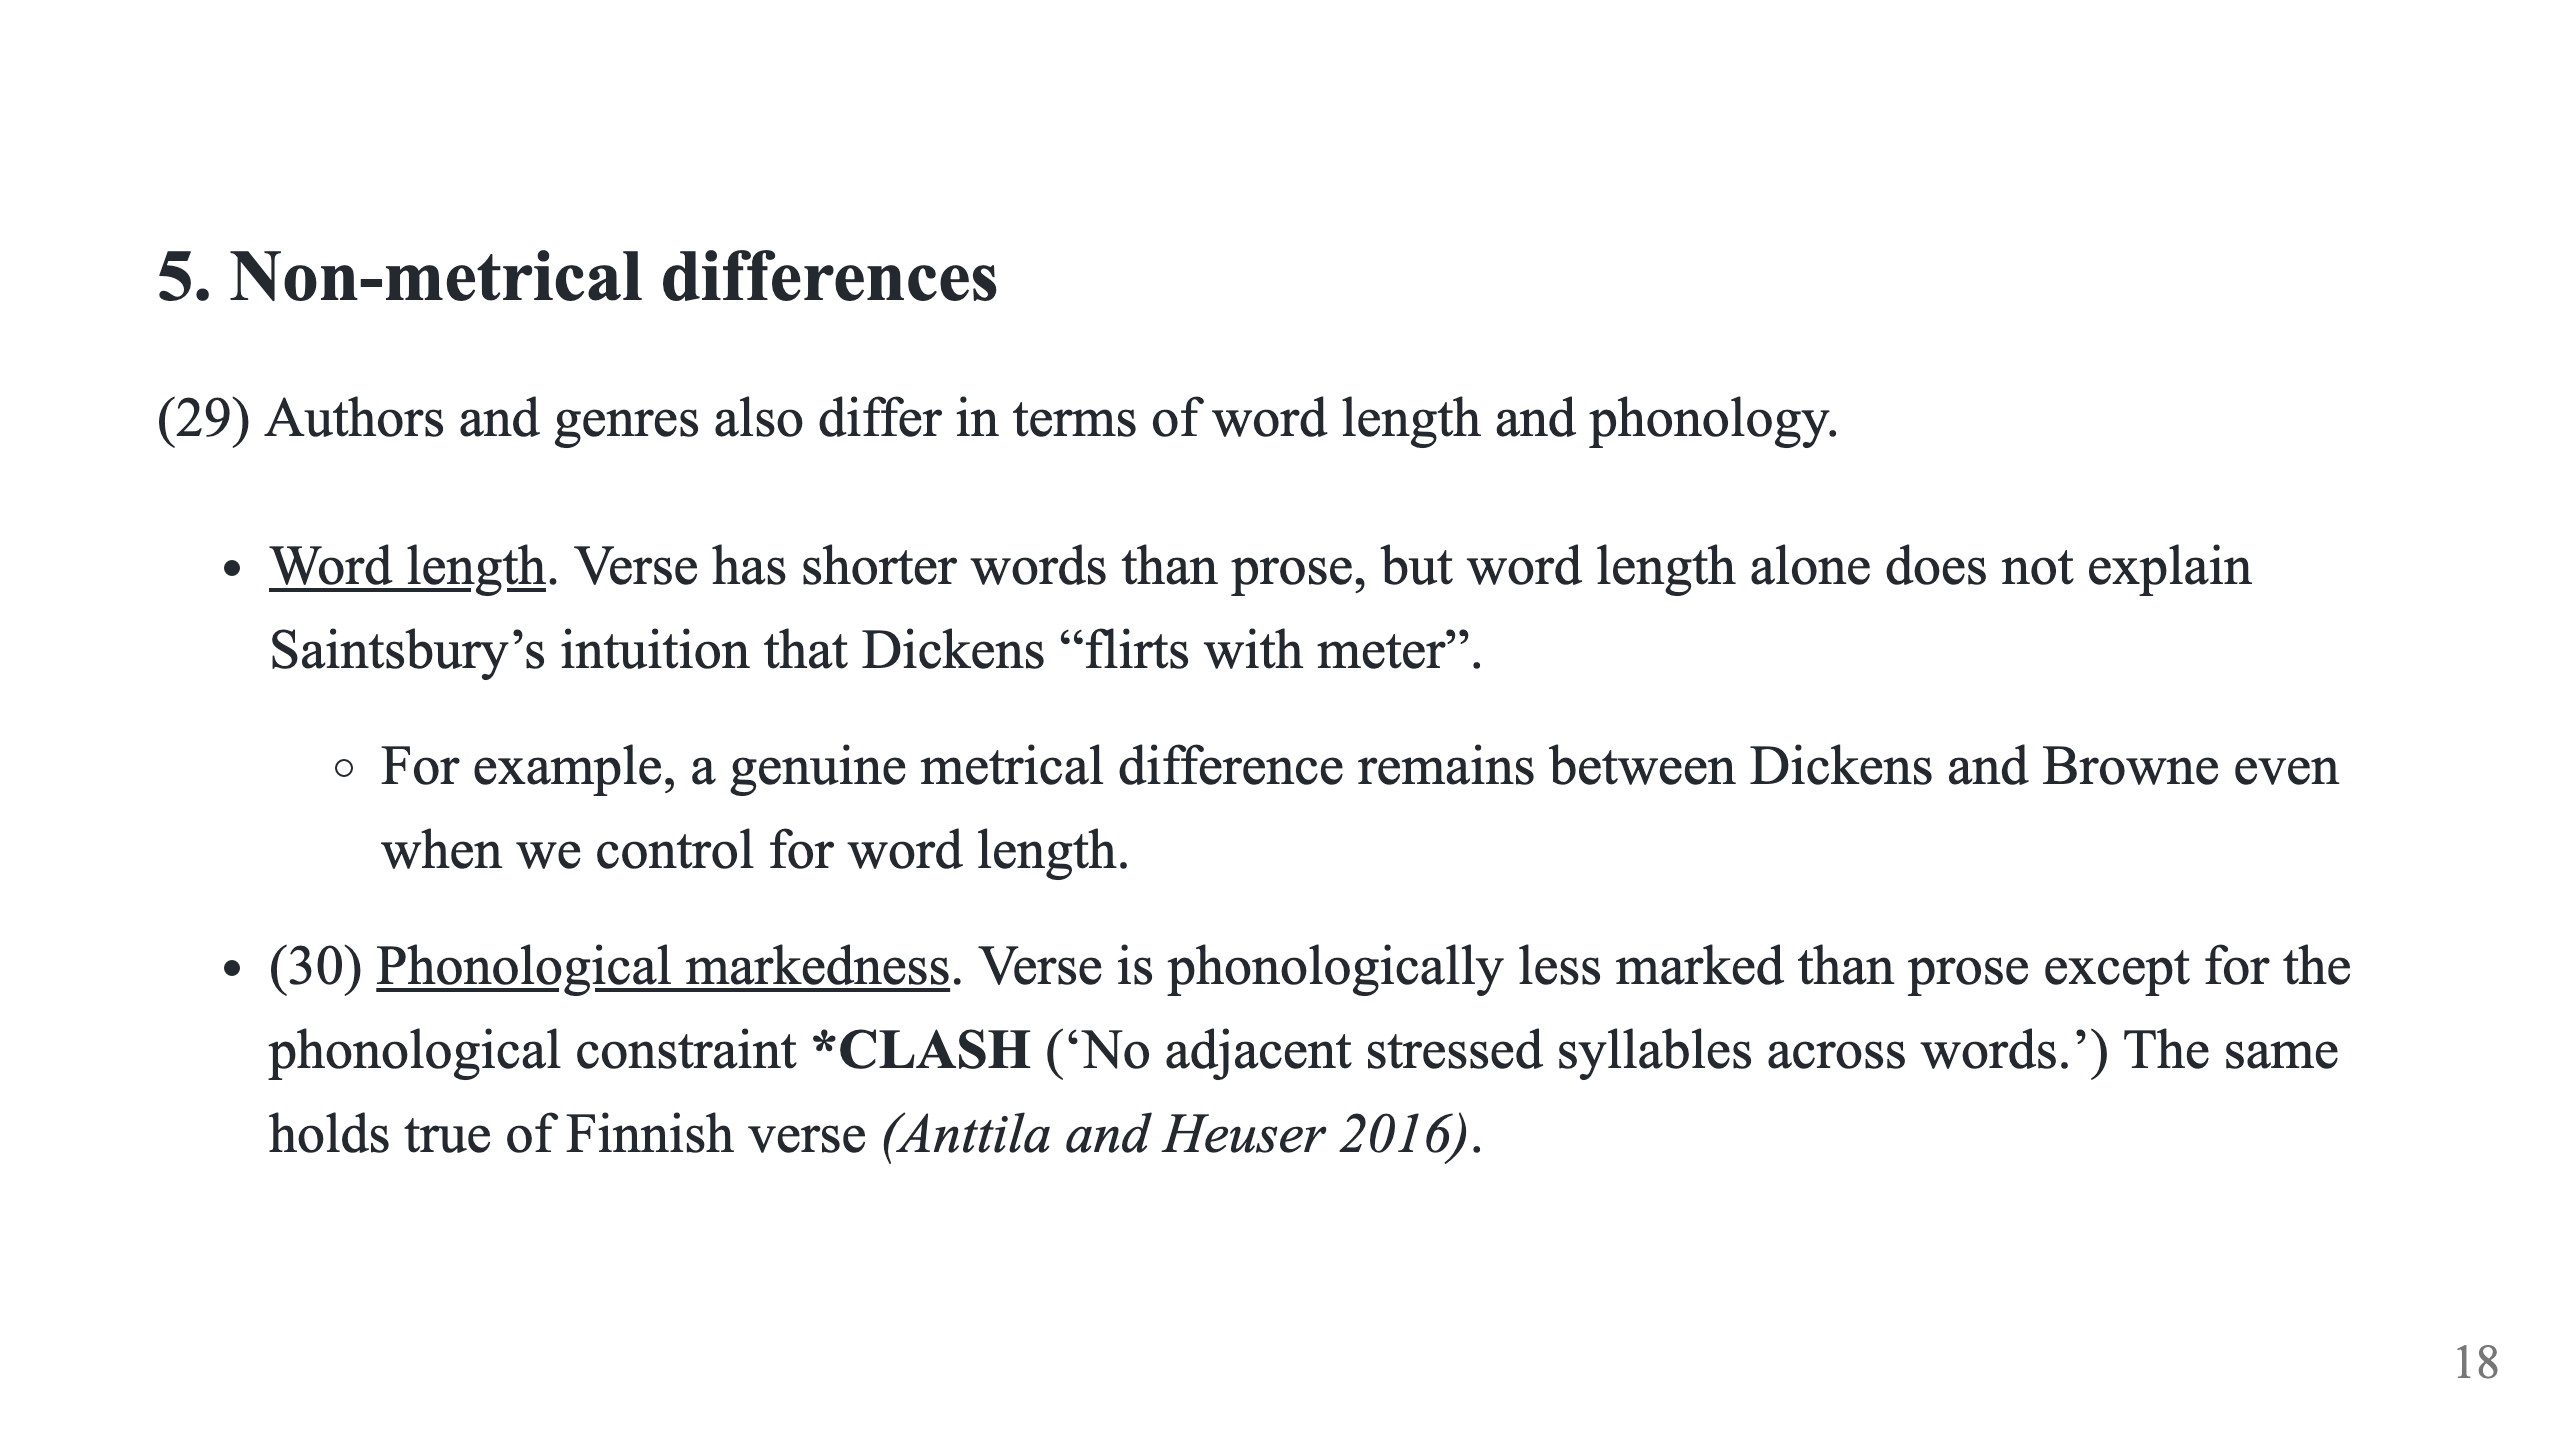 5. Non-metrical differences
(29) Authors and genres also differ in terms of word length and phonology.
• Word length. Verse has shorter words than prose, but word length alone does not explain
Saintsbury’s intuition that Dickens “flirts with meter”.
◦ For example, a genuine metrical difference remains between Dickens and Browne even
when we control for word length.
• (30) Phonological markedness. Verse is phonologically less marked than prose except for the
phonological constraint *CLASH (‘No adjacent stressed syllables across words.’) The same
holds true of Finnish verse (Anttila and Heuser 2016).
18